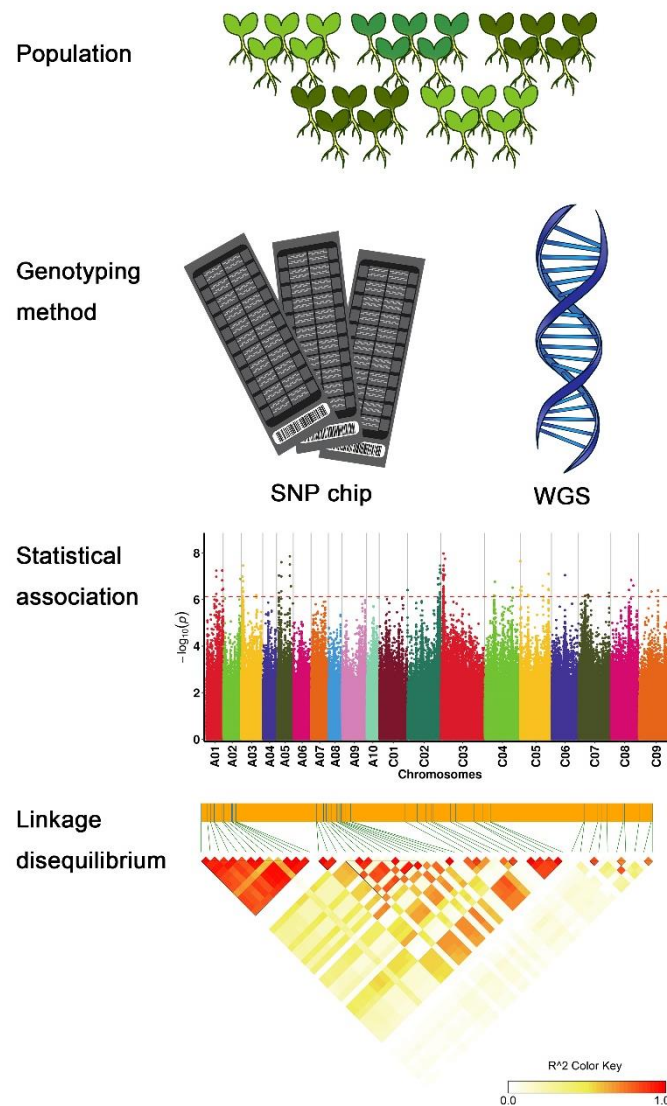 Population
Genotyping
method
SNP chip
WGS
Statistical
association
8
6
4
2
0
−log₁₀(p)
A01
A02
A03
A04
A05
A06
A07
A08
A09
A10
C01
C02
C03
C04
C05
C06
C07
C08
C09
Chromosomes
Linkage
disequilibrium
R^2 Color Key
0.0
1.0